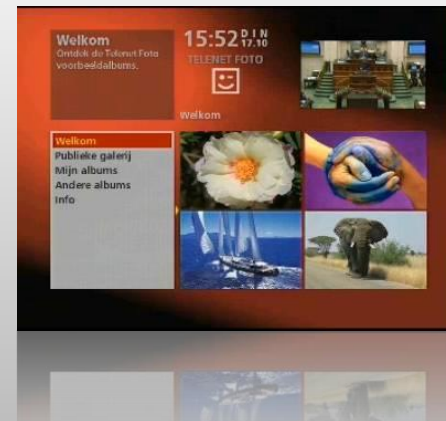 Welkom
Ontdek de Telenet Foto
voorbeeldalbums.
15:52 DIN
17.10
TELENET FOTO
Welkom
Welkom
Publieke galerij
Mijn albums
Andere albums
Info